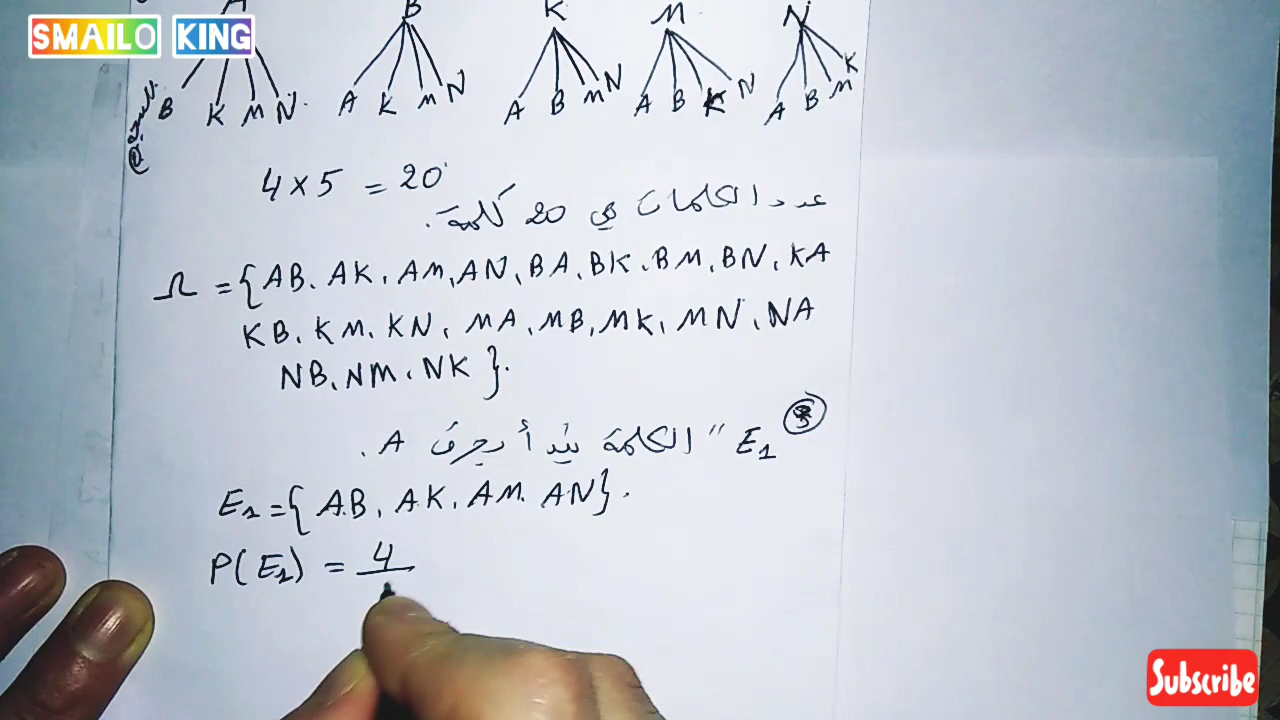 SMAILO KING
A B K M N
B K M N A K M N A B M N A B K N A B M K
4 × 5 = 20
عدد الكلمات هي 20 كلمة.
Ω = {AB, AK, AM, AN, BA, BK, BM, BN, KA
KB, KM, KN, MA, MB, MK, MN, NA
NB, NM, NK}.
E1 " الكلمة تبدأ بحرف A.
E1 = {AB, AK, AM, AN}.
P(E1) = 4
Subscribe